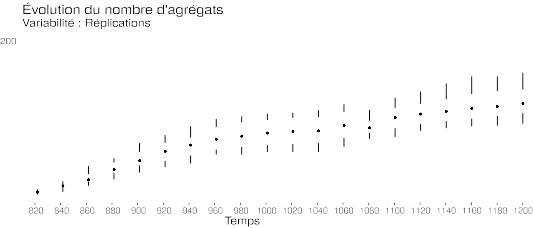 Évolution du nombre d'agrégats
Variabilité : Réplications
200
820 840 860 880 900 920 940 960 980 1000 1020 1040 1060 1080 1100 1120 1140 1160 1180 1200
Temps